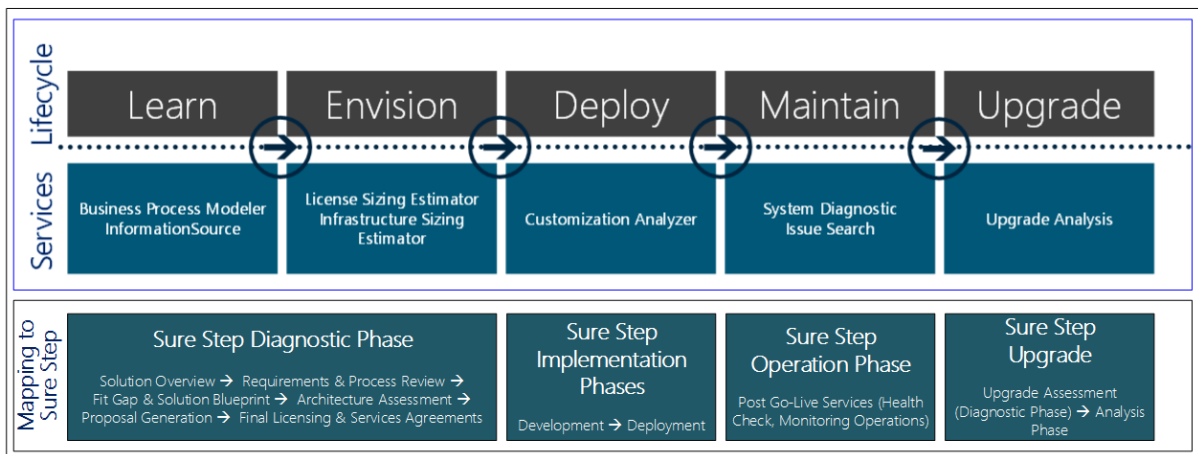 Lifecycle
Learn
Envision
Deploy
Maintain
Upgrade
Services
Business Process Modeler
InformationSource
License Sizing Estimator
Infrastructure Sizing
Estimator
Customization Analyzer
System Diagnostic
Issue Search
Upgrade Analysis
Mapping to
Sure Step
Sure Step Diagnostic Phase
Solution Overview → Requirements & Process Review →
Fit Gap & Solution Blueprint → Architecture Assessment →
Proposal Generation → Final Licensing & Services Agreements
Sure Step
Implementation
Phases
Development → Deployment
Sure Step
Operation Phase
Post Go-Live Services (Health
Check, Monitoring Operations)
Sure Step
Upgrade
Upgrade Assessment
(Diagnostic Phase) → Analysis
Phase